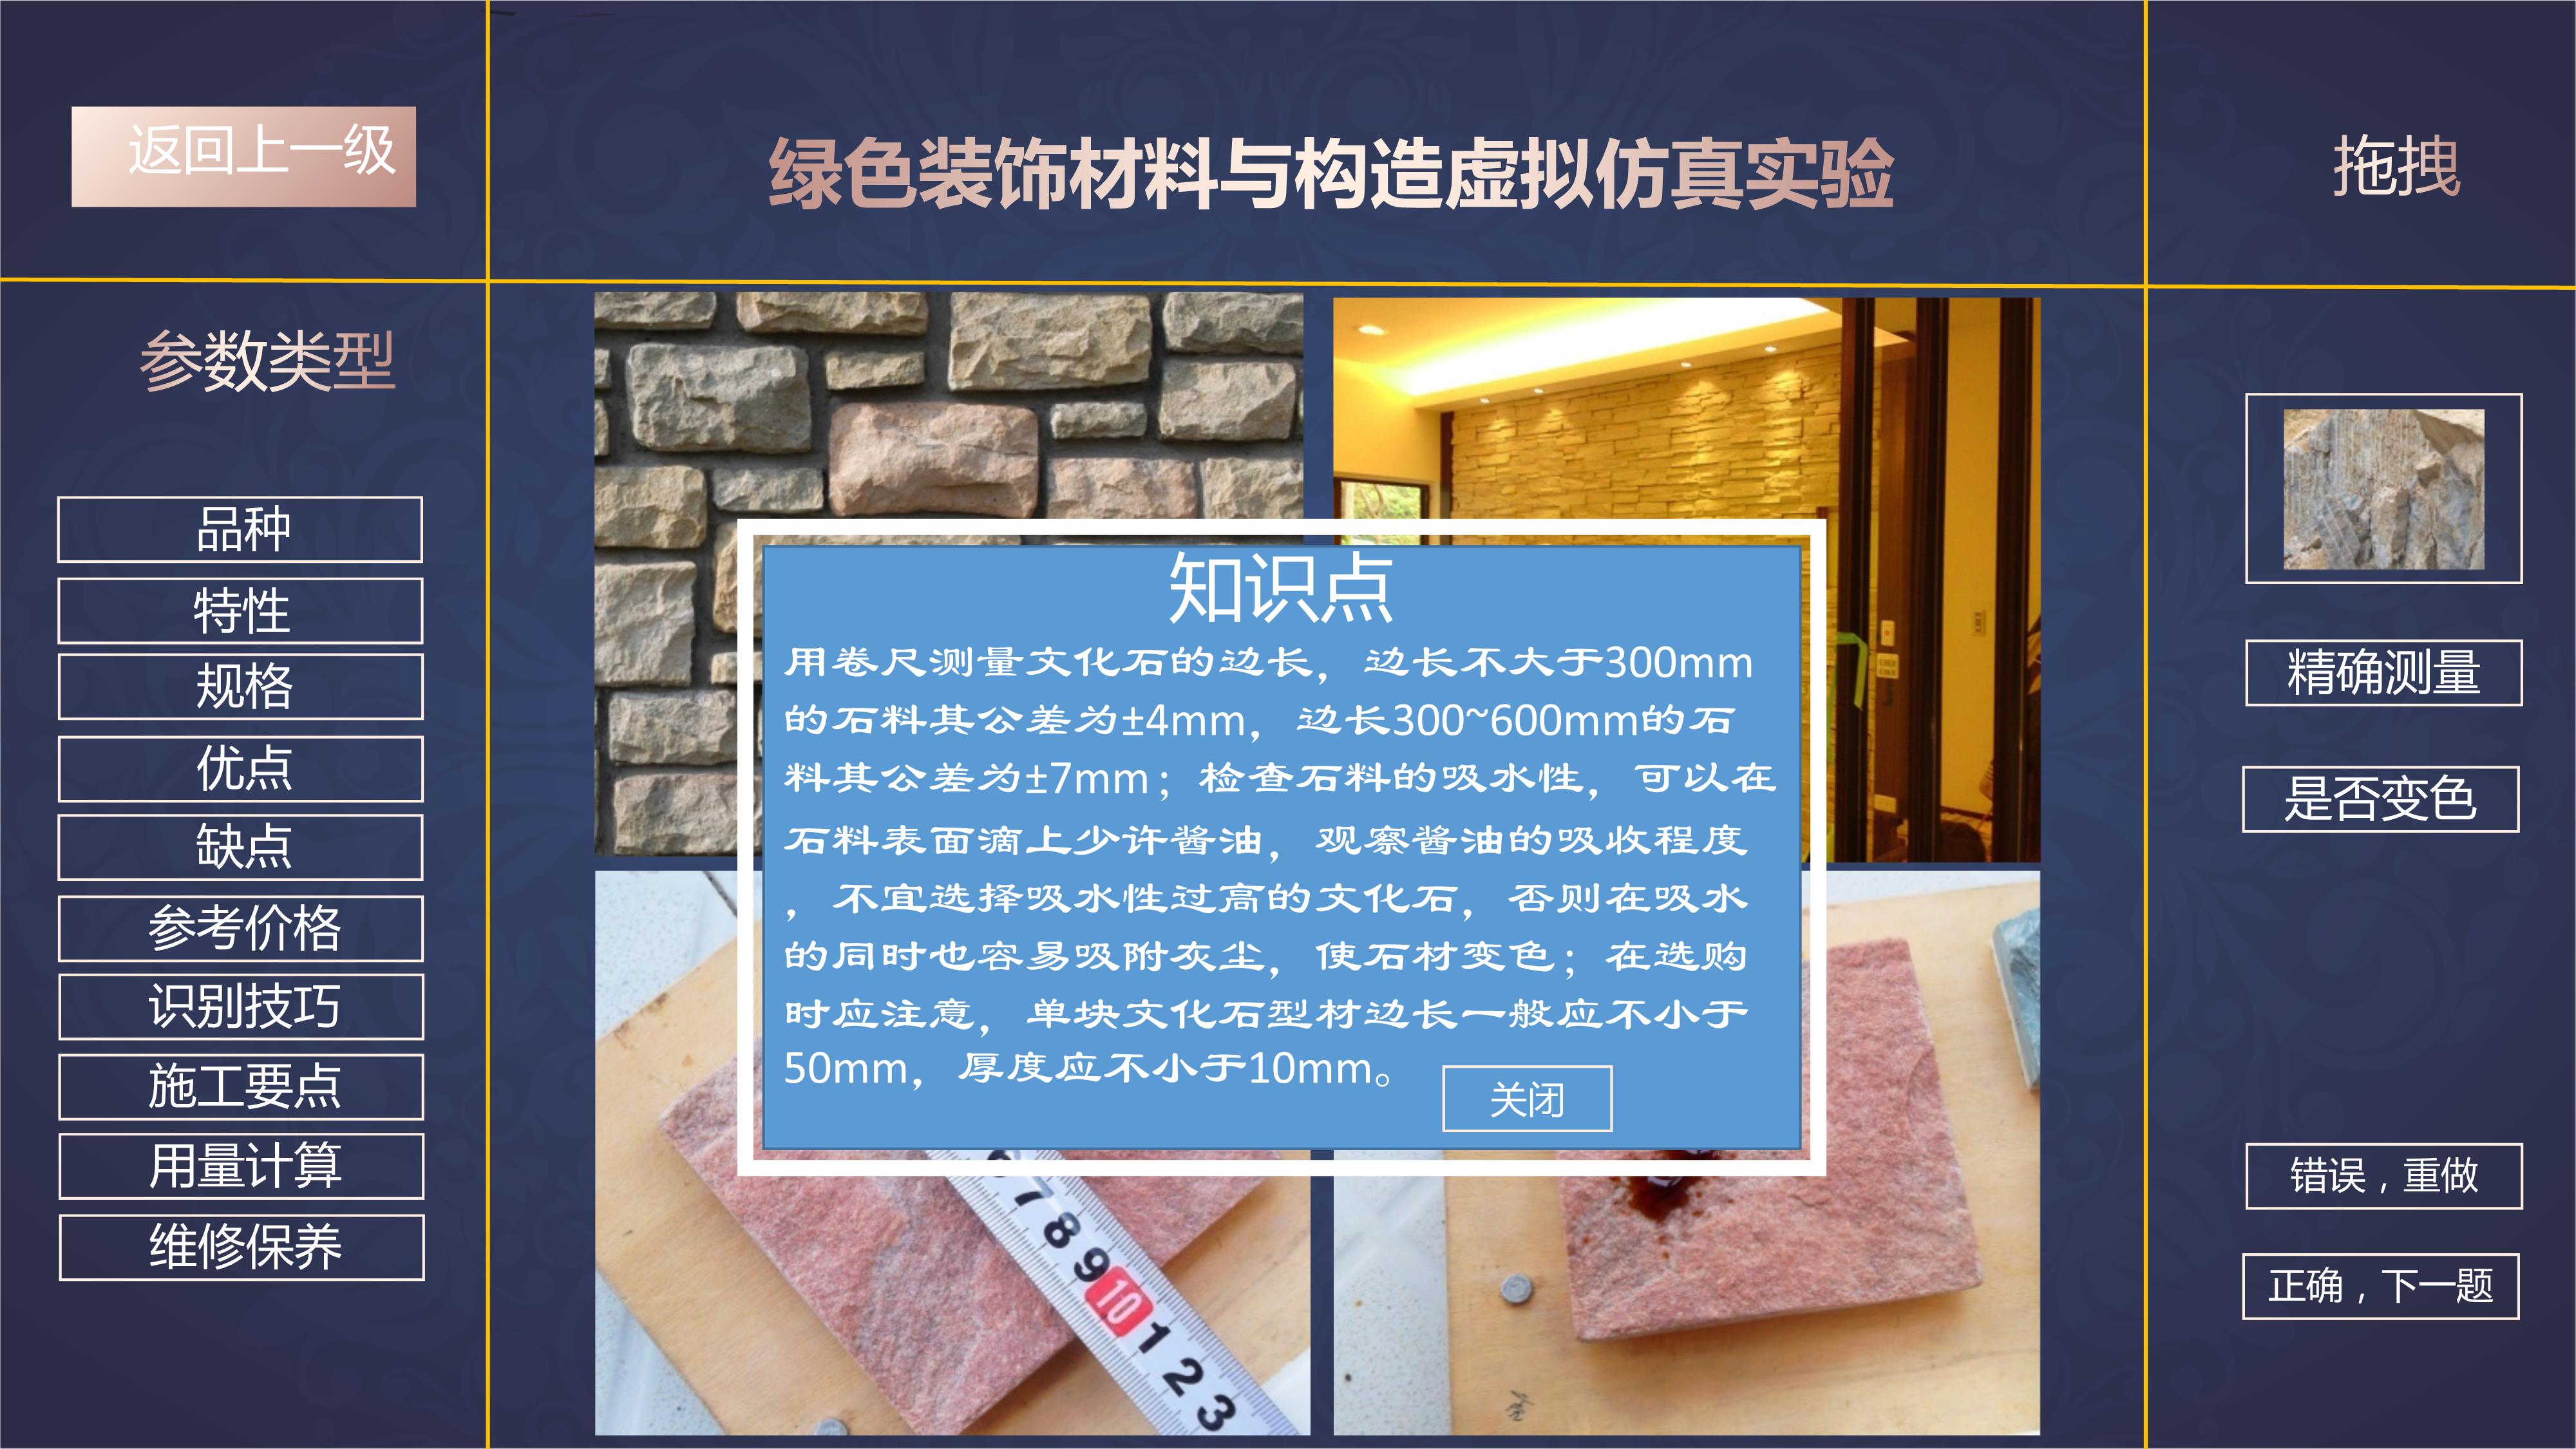 返回上一级
绿色装饰材料与构造虚拟仿真实验
拖拽
参数类型
品种
特性
规格
优点
缺点
参考价格
识别技巧
施工要点
用量计算
维修保养
知识点
用卷尺测量文化石的边长，边长不大于300mm
的石料其公差为±4mm，边长300~600mm的石
料其公差为±7mm；检查石料的吸水性，可以在
石料表面滴上少许酱油，观察酱油的吸收程度
，不宜选择吸水性过高的文化石，否则在吸水
的同时也容易吸附灰尘，使石材变色；在选购
时应注意，单块文化石型材边长一般应不小于
50mm，厚度应不小于10mm。
关闭
7 8 9 10 1 2 3
精确测量
是否变色
错误，重做
正确，下一题